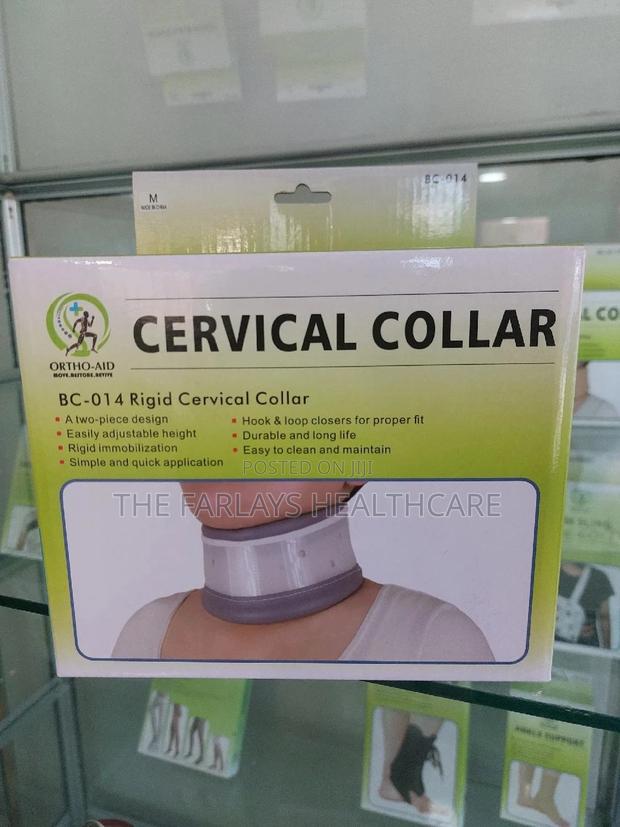 M
MADE IN CHINA
BC-014
CERVICAL COLLAR
ORTHO-AID
MOVE.RESTORE.REVIVE
BC-014 Rigid Cervical Collar
A two-piece design
Easily adjustable height
Rigid immobilization
Simple and quick application
Hook & loop closers for proper fit
Durable and long life
Easy to clean and maintain
POSTED ON JIJI
THE FARLAYS HEALTHCARE
ANKLE SUPPORT